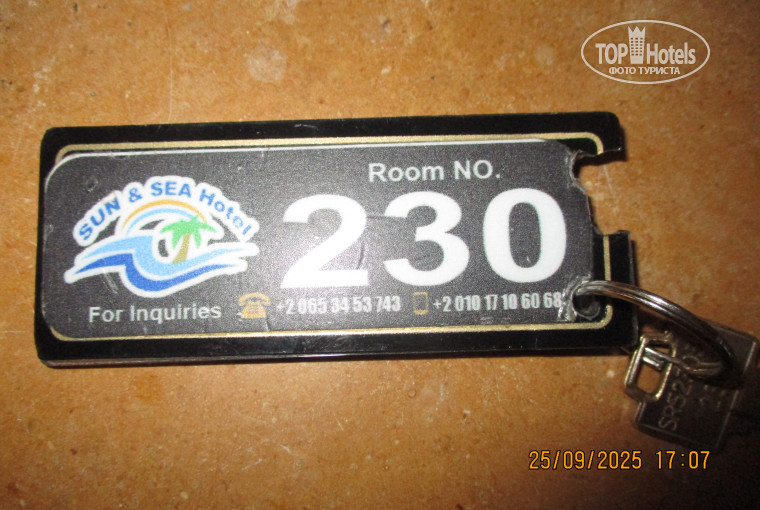 TOP Hotels
ФОТО ТУРИСТА
Room NO.
SUN & SEA Hotel
230
For Inquiries +2 065 34 53 743 +2 010 17 10 60 68
25/09/2025 17:07